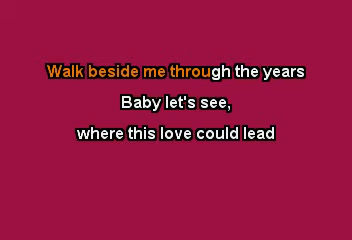 Walk beside me through the years
Baby let's see,
where this love could lead